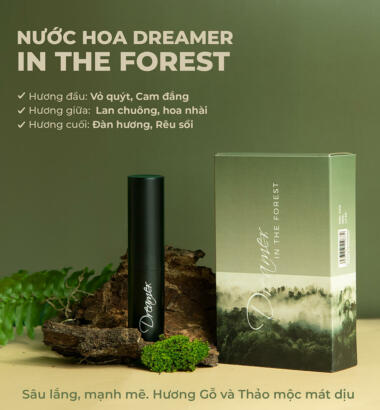 NƯỚC HOA DREAMER
IN THE FOREST
✓ Hương đầu: Vỏ quýt, Cam đắng
✓ Hương giữa: Lan chuông, hoa nhài
✓ Hương cuối: Đàn hương, Rêu sồi
Dreamer
Dreamer
IN THE FOREST
Sâu lắng, mạnh mẽ. Hương Gỗ và Thảo mộc mát dịu